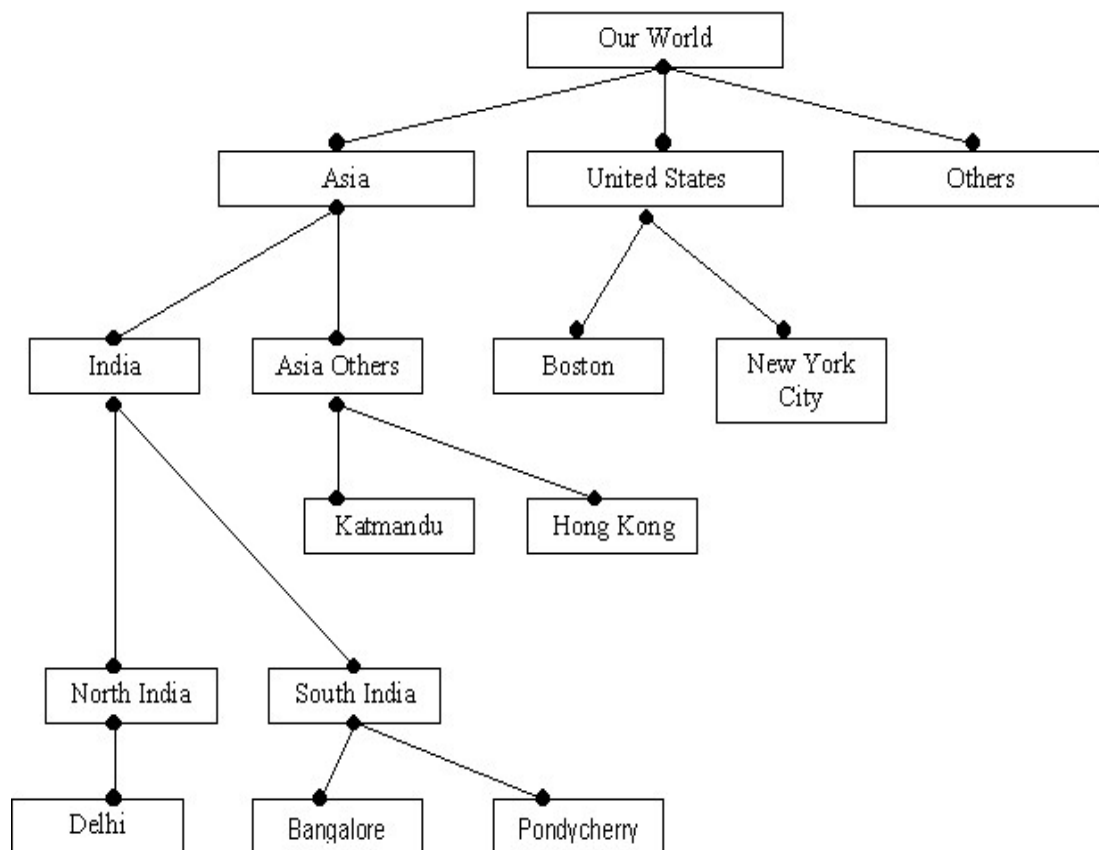 Our World
Asia
United States
Others
India
Asia Others
Boston
New York
City
Katmandu
Hong Kong
North India
South India
Delhi
Bangalore
Pondycherry